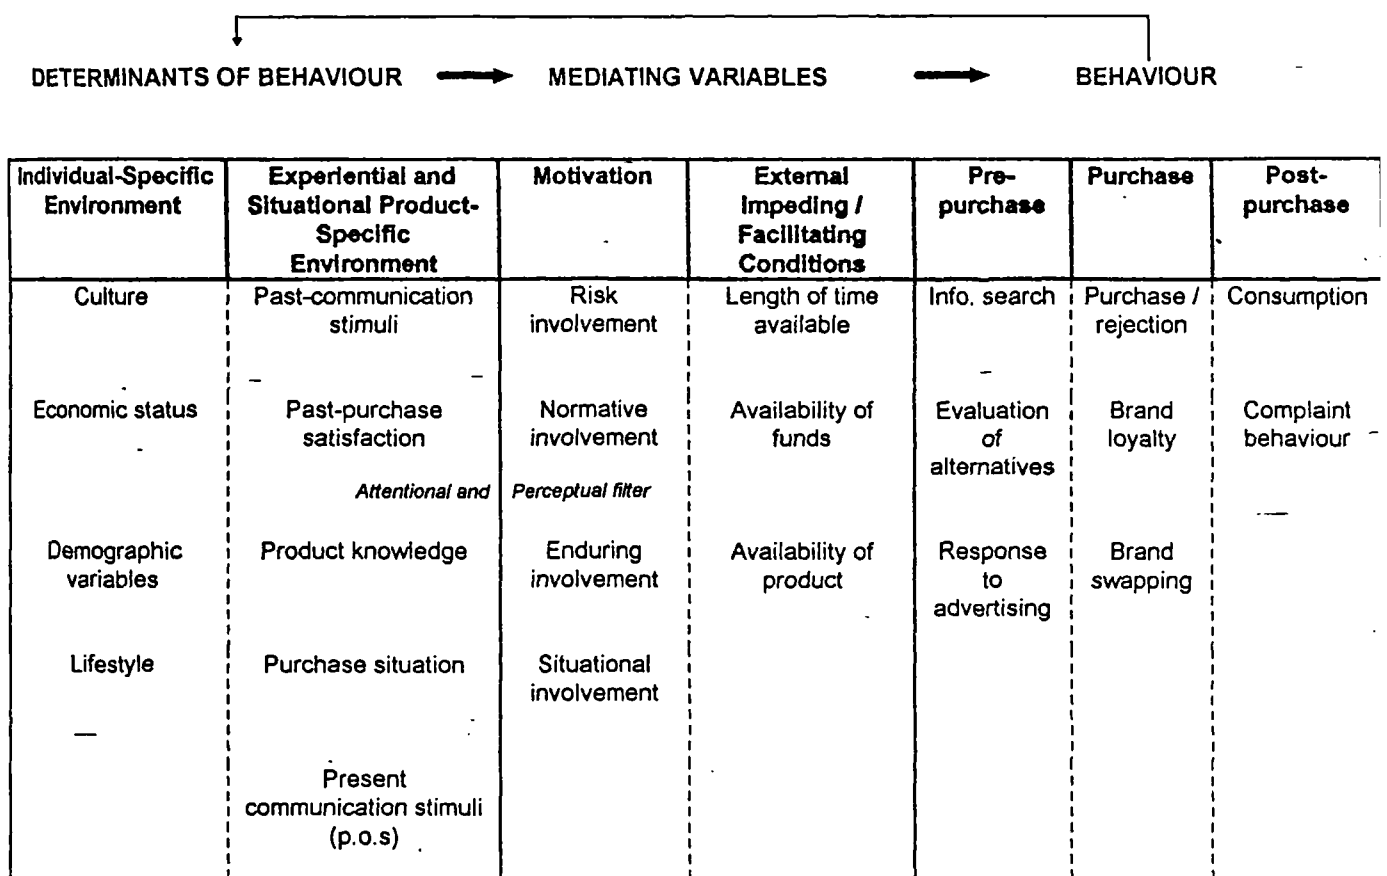 DETERMINANTS OF BEHAVIOUR MEDIATING VARIABLES BEHAVIOUR
Individual-Specific
Environment
Experiential and
Situational Product-
Specific
Environment
Motivation
External
Impeding /
Facilitating
Conditions
Pre-
purchase
Purchase
Post-
purchase
Culture
Past-communication
stimuli
Risk
involvement
Length of time
available
Info. search
Purchase /
rejection
Consumption
Economic status
Past-purchase
satisfaction
Normative
involvement
Availability of
funds
Evaluation
of
alternatives
Brand
loyalty
Complaint
behaviour
Attentional and Perceptual filter
Demographic
variables
Product knowledge
Enduring
involvement
Availability of
product
Response
to
advertising
Brand
swapping
Lifestyle
Purchase situation
Situational
involvement
Present
communication stimuli
(p.o.s)